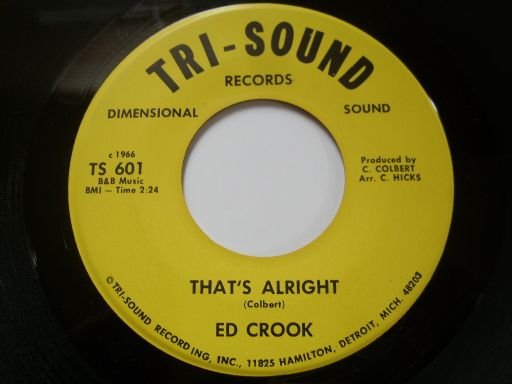 TRI-SOUND
RECORDS
DIMENSIONAL SOUND
c 1966
TS 601
B&B Music
BMI — Time 2:24
Produced by
C. COLBERT
Arr. C. HICKS
THAT'S ALRIGHT
(Colbert)
ED CROOK
©TRI-SOUND RECORDING, INC., 11825 HAMILTON, DETROIT, MICH. 48203